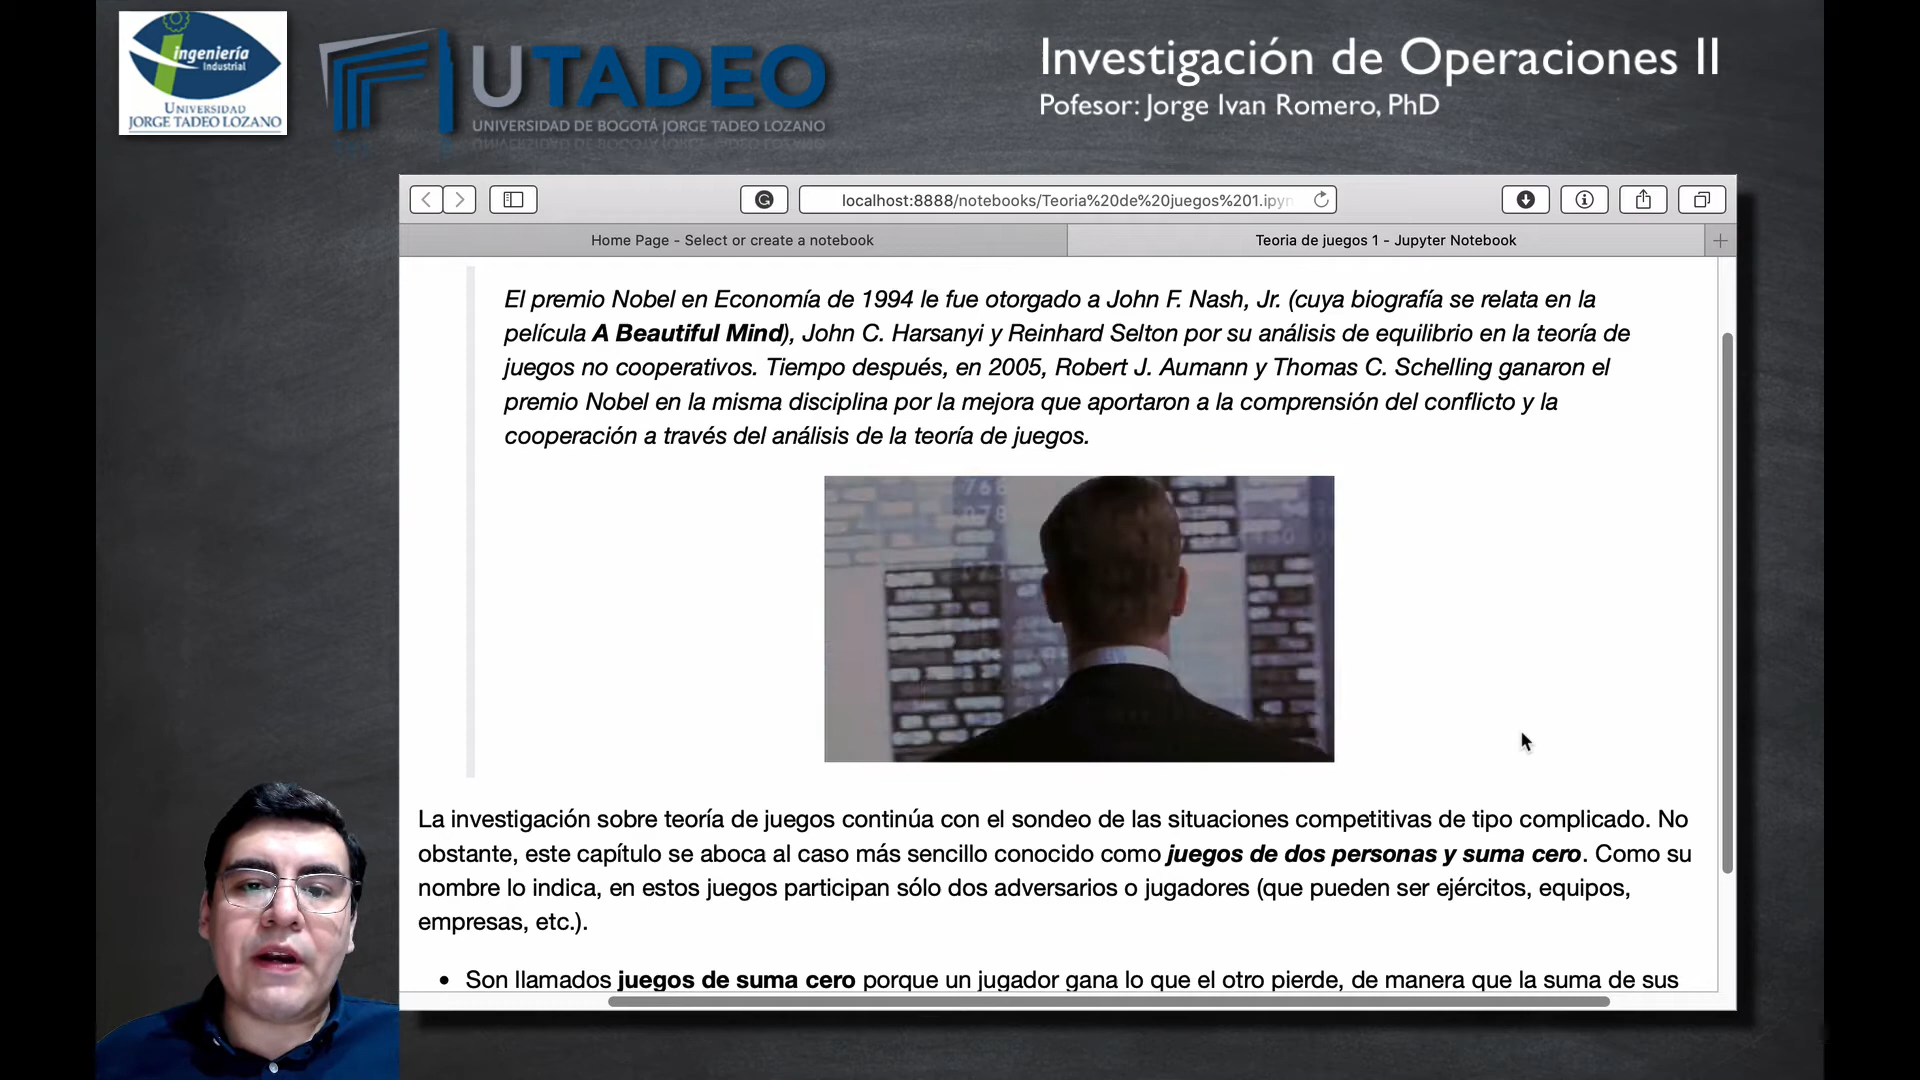 ingeniería
Industrial
UNIVERSIDAD
JORGE TADEO LOZANO
UTADEO
UNIVERSIDAD DE BOGOTÁ JORGE TADEO LOZANO
Investigación de Operaciones II
Pofesor: Jorge Ivan Romero, PhD
localhost:8888/notebooks/Teoria%20de%20juegos%201.ipyn
Home Page - Select or create a notebook
Teoria de juegos 1 - Jupyter Notebook
El premio Nobel en Economía de 1994 le fue otorgado a John F. Nash, Jr. (cuya biografía se relata en la
película A Beautiful Mind), John C. Harsanyi y Reinhard Selton por su análisis de equilibrio en la teoría de
juegos no cooperativos. Tiempo después, en 2005, Robert J. Aumann y Thomas C. Schelling ganaron el
premio Nobel en la misma disciplina por la mejora que aportaron a la comprensión del conflicto y la
cooperación a través del análisis de la teoría de juegos.
La investigación sobre teoría de juegos continúa con el sondeo de las situaciones competitivas de tipo complicado. No
obstante, este capítulo se aboca al caso más sencillo conocido como juegos de dos personas y suma cero. Como su
nombre lo indica, en estos juegos participan sólo dos adversarios o jugadores (que pueden ser ejércitos, equipos,
empresas, etc.).
• Son llamados juegos de suma cero porque un jugador gana lo que el otro pierde, de manera que la suma de sus